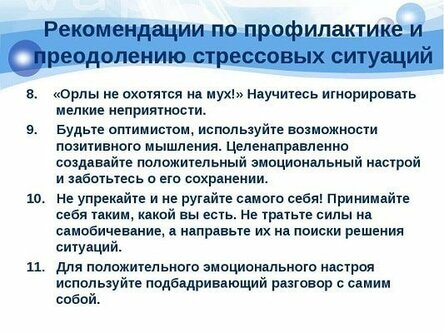 Рекомендации по профилактике и
преодолению стрессовых ситуаций
8. «Орлы не охотятся на мух!» Научитесь игнорировать
мелкие неприятности.
9. Будьте оптимистом, используйте возможности
позитивного мышления. Целенаправленно
создавайте положительный эмоциональный настрой
и заботьтесь о его сохранении.
10. Не упрекайте и не ругайте самого себя! Принимайте
себя таким, какой вы есть. Не тратьте силы на
самобичевание, а направьте их на поиски решения
ситуаций.
11. Для положительного эмоционального настроя
используйте подбадривающий разговор с самим
собой.